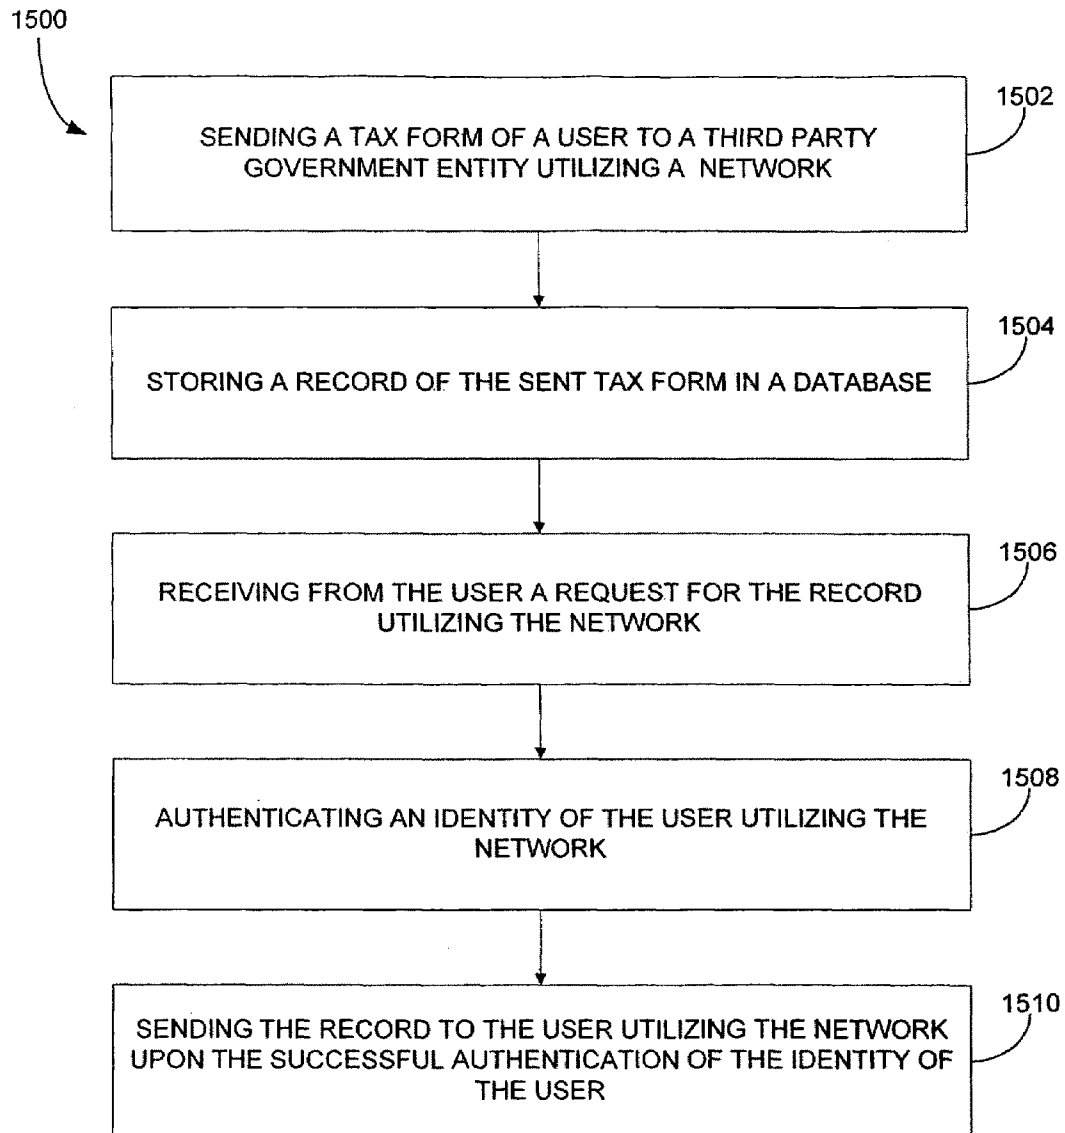 1500
1502
SENDING A TAX FORM OF A USER TO A THIRD PARTY
GOVERNMENT ENTITY UTILIZING A NETWORK
1504
STORING A RECORD OF THE SENT TAX FORM IN A DATABASE
1506
RECEIVING FROM THE USER A REQUEST FOR THE RECORD
UTILIZING THE NETWORK
1508
AUTHENTICATING AN IDENTITY OF THE USER UTILIZING THE
NETWORK
1510
SENDING THE RECORD TO THE USER UTILIZING THE NETWORK
UPON THE SUCCESSFUL AUTHENTICATION OF THE IDENTITY OF
THE USER